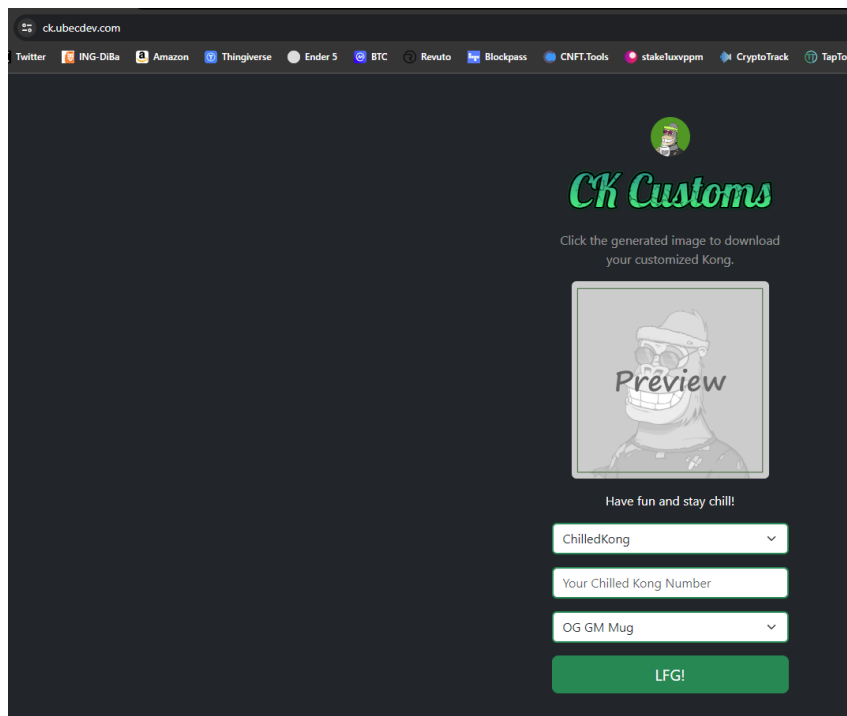 ck.ubecdev.com
Twitter ING-DiBa Amazon Thingiverse Ender 5 BTC Revuto Blockpass CNFT.Tools stake1uxvppm CryptoTrack TapTo
CK Customs
Click the generated image to download
your customized Kong.
Preview
Have fun and stay chill!
ChilledKong
Your Chilled Kong Number
OG GM Mug
LFG!